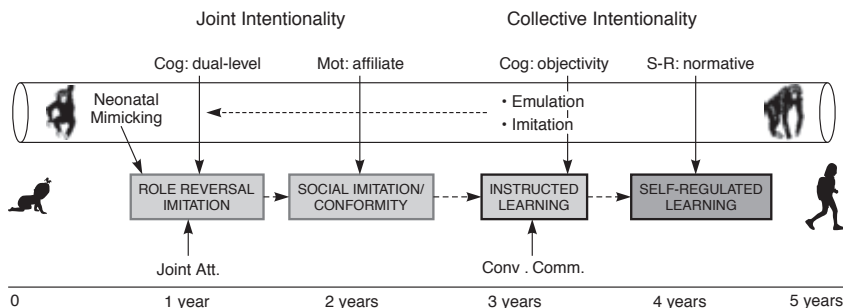 Joint Intentionality
Collective Intentionality
Cog: dual-level
Mot: affiliate
Cog: objectivity
S-R: normative
Neonatal
Mimicking
• Emulation
• Imitation
ROLE REVERSAL
IMITATION
SOCIAL IMITATION/
CONFORMITY
INSTRUCTED
LEARNING
SELF-REGULATED
LEARNING
Joint Att.
Conv . Comm.
0
1 year
2 years
3 years
4 years
5 years